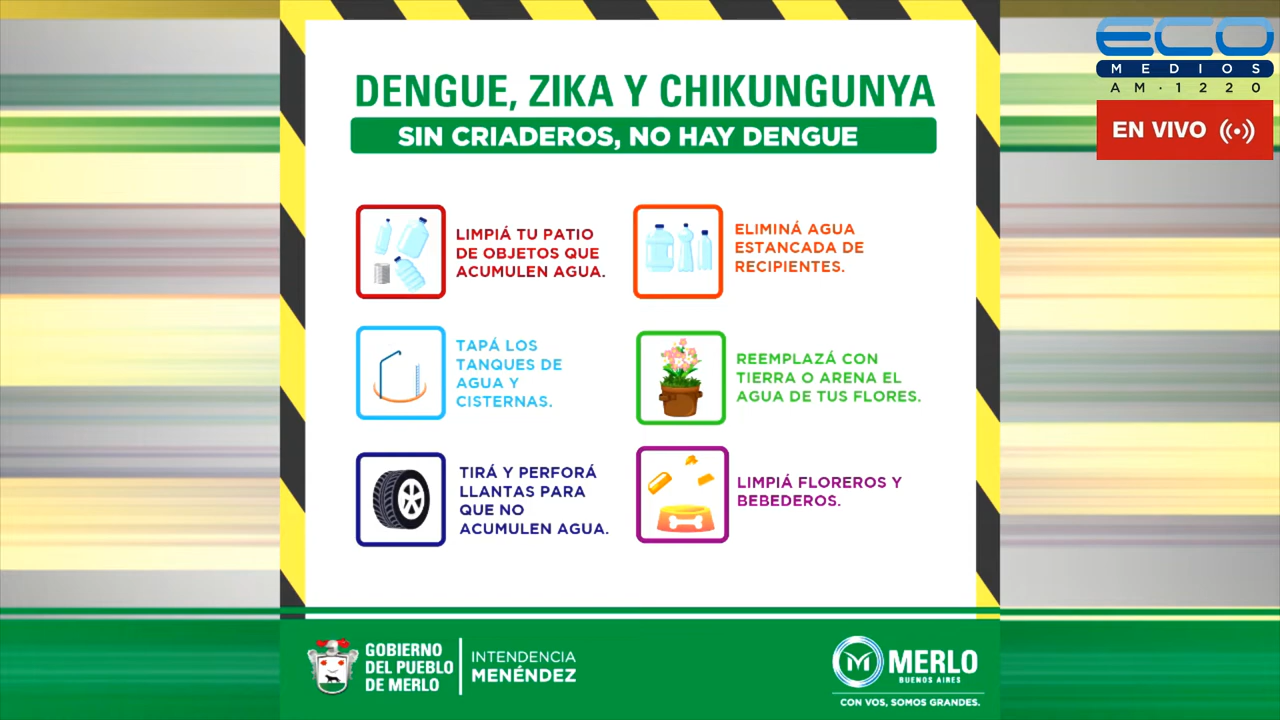 DENGUE, ZIKA Y CHIKUNGUNYA
SIN CRIADEROS, NO HAY DENGUE
LIMPIÁ TU PATIO
DE OBJETOS QUE
ACUMULEN AGUA.
ELIMINÁ AGUA
ESTANCADA DE
RECIPIENTES.
TAPÁ LOS
TANQUES DE
AGUA Y
CISTERNAS.
REEMPLAZÁ CON
TIERRA O ARENA EL
AGUA DE TUS FLORES.
TIRÁ Y PERFORÁ
LLANTAS PARA
QUE NO
ACUMULEN AGUA.
LIMPIÁ FLOREROS Y
BEBEDEROS.
GOBIERNO
DEL PUEBLO
DE MERLO
INTENDENCIA
MENÉNDEZ
MERLO
BUENOS AIRES
CON VOS, SOMOS GRANDES.
ECO
MEDIOS
AM·1220
EN VIVO